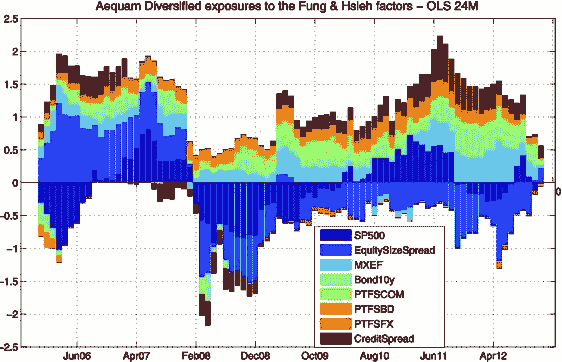 Aequam Diversified exposures to the Fung & Hsieh factors − OLS 24M
2.5
2
1.5
1
0.5
0
−0.5
−1
−1.5
−2
−2.5
0
SP500
EquitySizeSpread
MXEF
Bond10y
PTFSCOM
PTFSBD
PTFSFX
CreditSpread
Jun06 Apr07 Feb08 Dec08 Oct09 Aug10 Jun11 Apr12